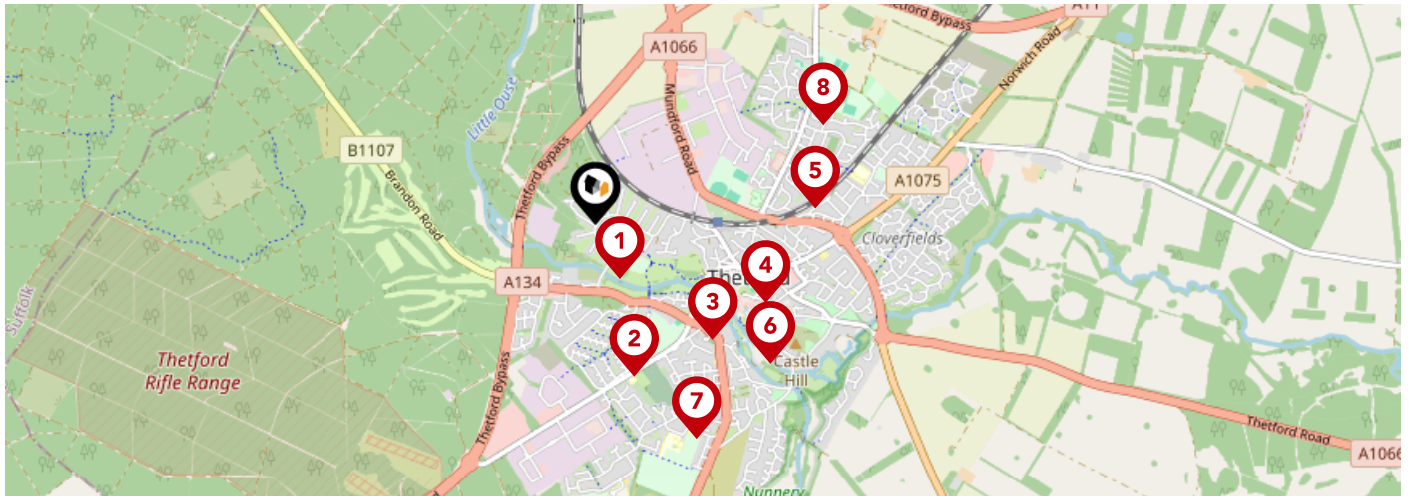 Thetford Bypass
A11
A1066
Norwich Road
8
Little Ouse
Mundford Road
B1107
Thetford Bypass
5
A1075
Brandon Road
1
Cloverfields
4
Thetford
A134
Suffolk
3
6
2
Castle
Hill
Thetford
Rifle Range
Thetford Bypass
7
Thetford Road
A1066
Nunnery